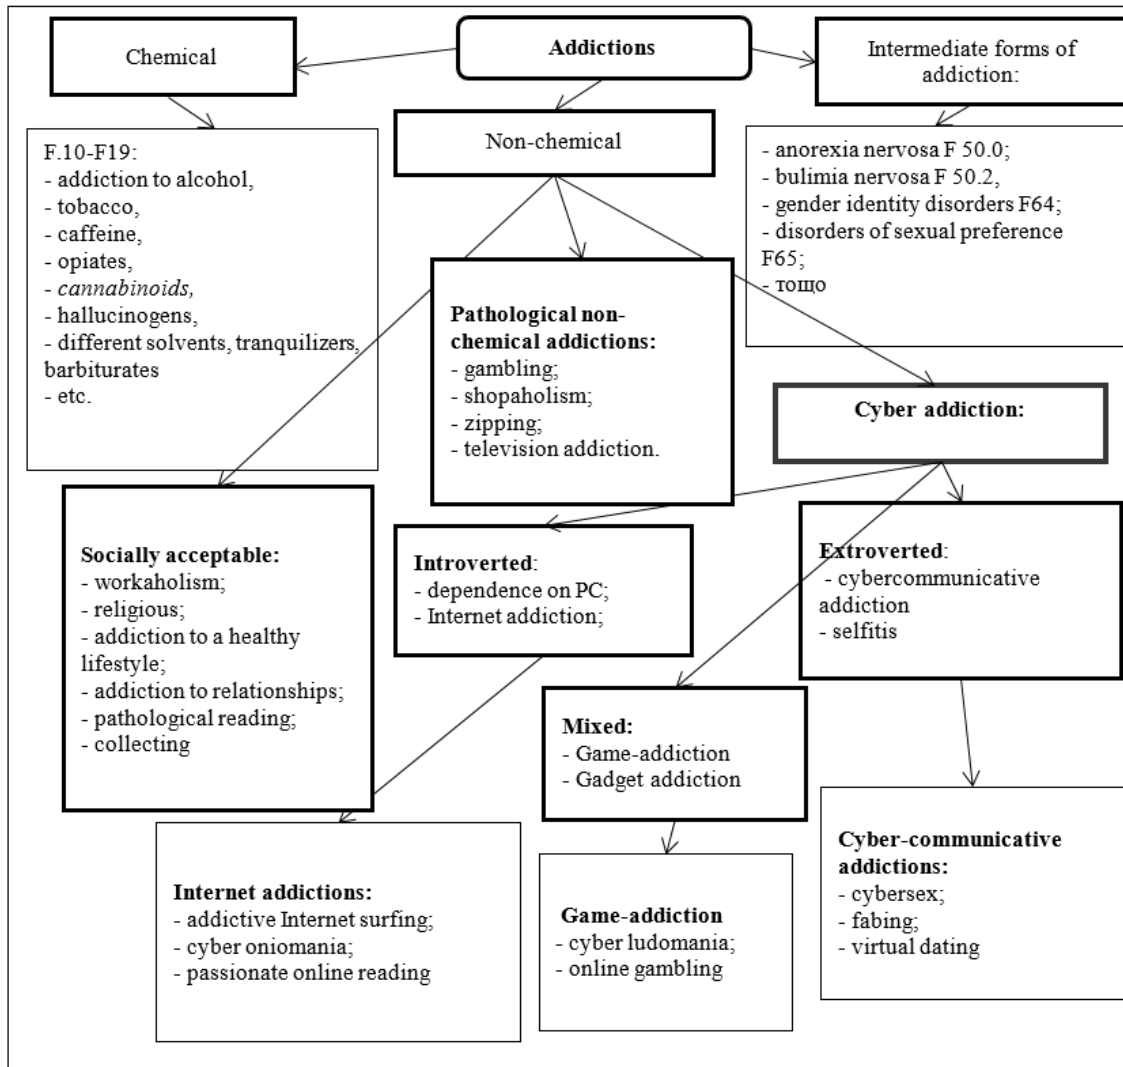 Addictions
Chemical
Intermediate forms of
addiction:
Non-chemical
F.10-F19:
- addiction to alcohol,
- tobacco,
- caffeine,
- opiates,
- cannabinoids,
- hallucinogens,
- different solvents, tranquilizers,
barbiturates
- etc.
- anorexia nervosa F 50.0;
- bulimia nervosa F 50.2,
- gender identity disorders F64;
- disorders of sexual preference
F65;
- тощо
Pathological non-
chemical addictions:
- gambling;
- shopaholism;
- zipping;
- television addiction.
Cyber addiction:
Socially acceptable:
- workaholism;
- religious;
- addiction to a healthy
lifestyle;
- addiction to relationships;
- pathological reading;
- collecting
Introverted:
- dependence on PC;
- Internet addiction;
Extroverted:
- cybercommunicative
addiction
- selfitis
Mixed:
- Game-addiction
- Gadget addiction
Internet addictions:
- addictive Internet surfing;
- cyber oniomania;
- passionate online reading
Game-addiction
- cyber ludomania;
- online gambling
Cyber-communicative
addictions:
- cybersex;
- fabing;
- virtual dating